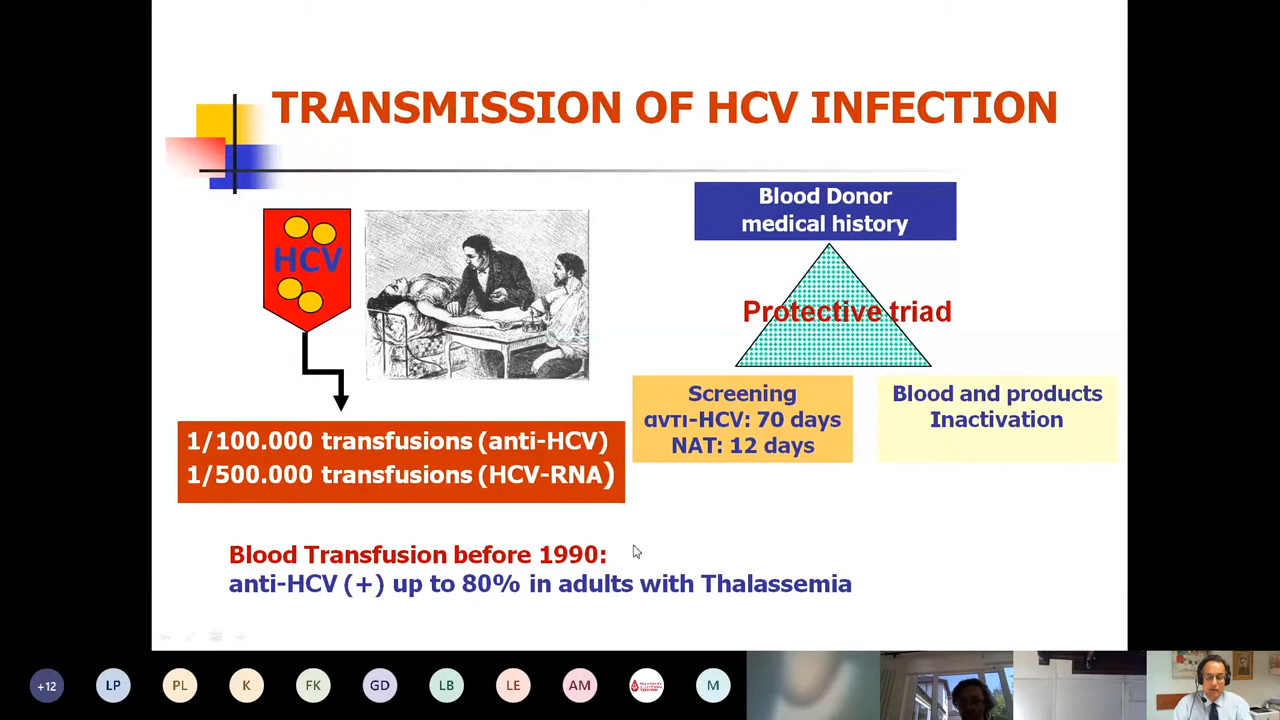 TRANSMISSION OF HCV INFECTION
HCV
Blood Donor
medical history
Protective triad
Screening
αντι-HCV: 70 days
NAT: 12 days
Blood and products
Inactivation
1/100.000 transfusions (anti-HCV)
1/500.000 transfusions (HCV-RNA)
Blood Transfusion before 1990:
anti-HCV (+) up to 80% in adults with Thalassemia
+12
LP
PL
K
FK
GD
LB
LE
AM
M